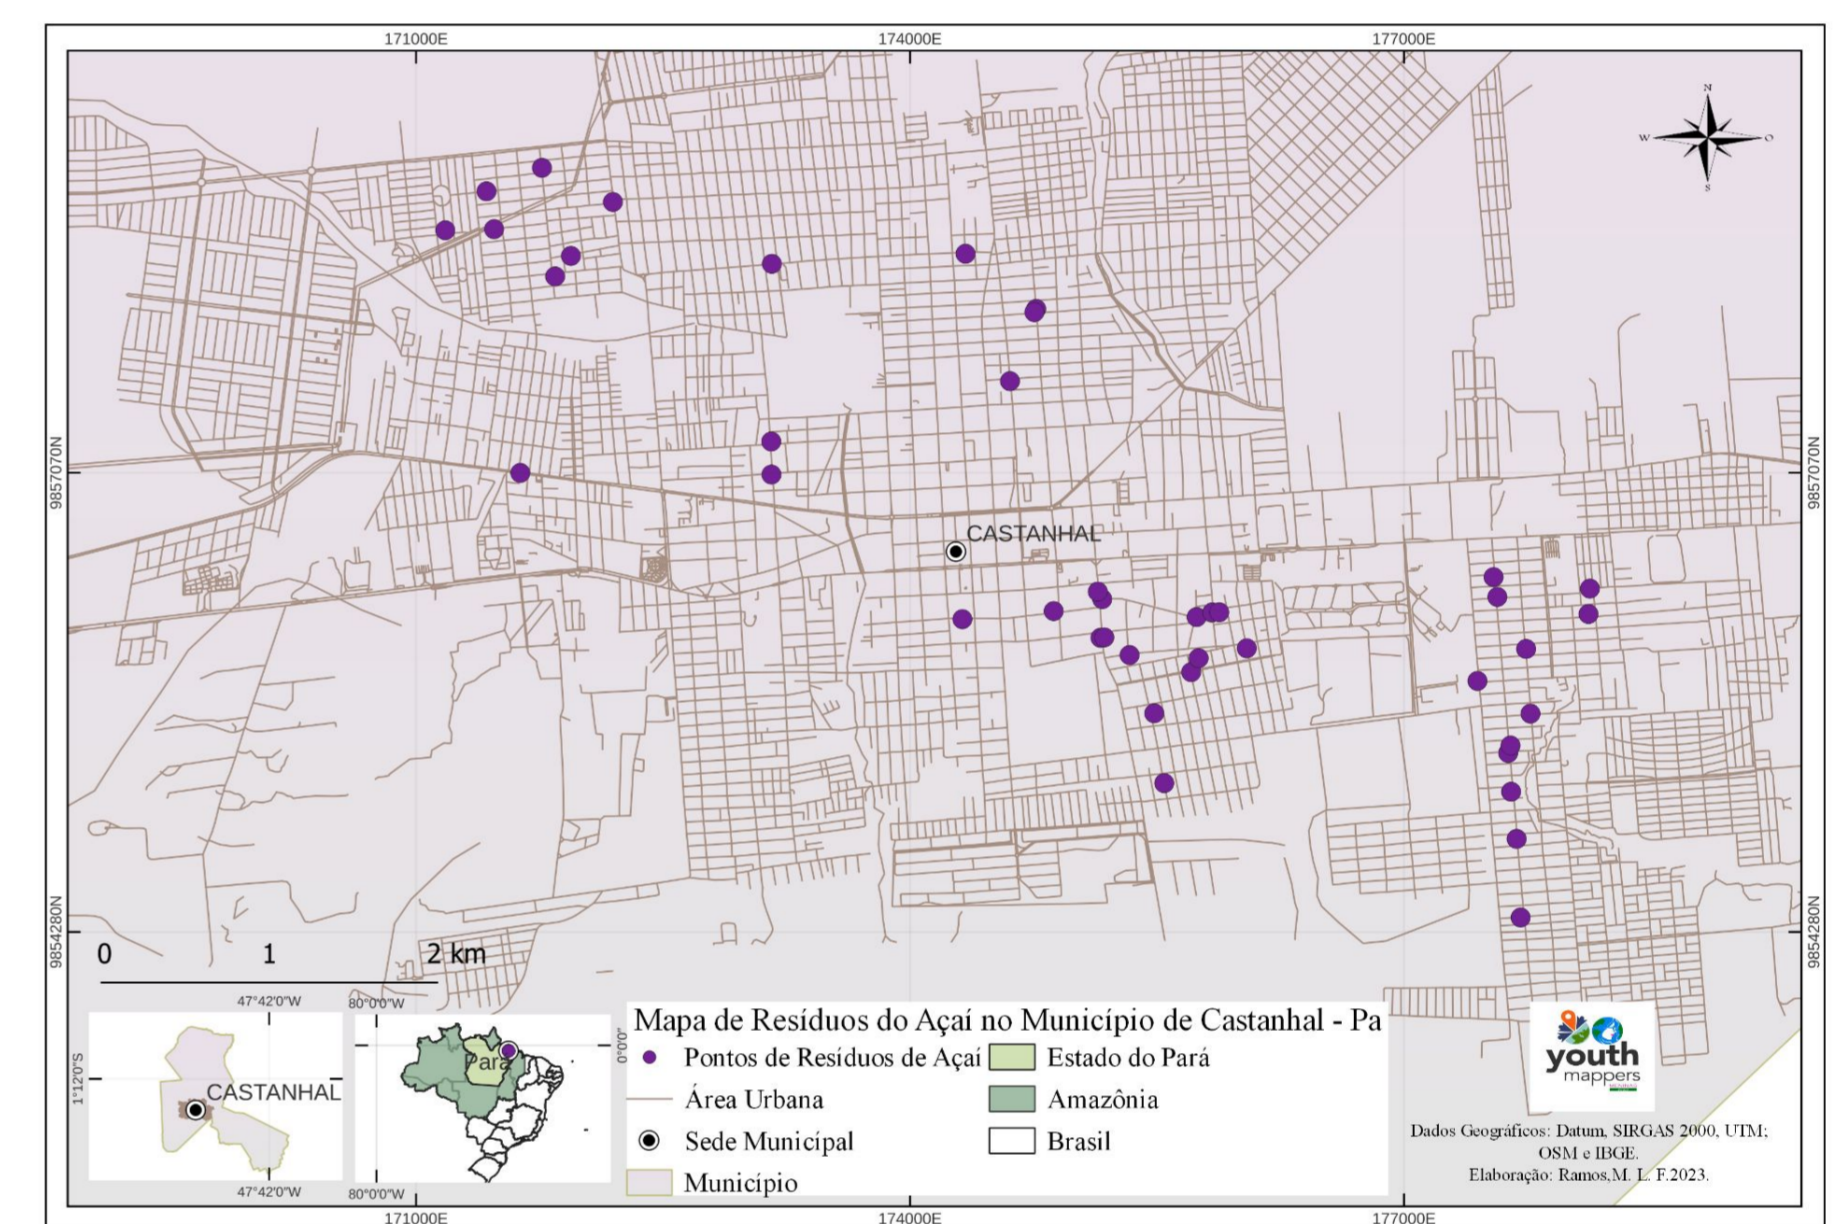 171000E 174000E 177000E
N
W O
S
9857070N 9857070N
CASTANHAL
9854280N 9854280N
0 1 2 km
47°42'0"W 80°0'0"W
Mapa de Resíduos do Açaí no Município de Castanhal - Pa
Pontos de Resíduos de Açaí
Estado do Pará
Área Urbana
Amazônia
Sede Municípal
Brasil
Município
1°12'0"S
CASTANHAL
Pará
0°0'0"
47°42'0"W 80°0'0"W
youth
mappers
Dados Geográficos: Datum, SIRGAS 2000, UTM;
OSM e IBGE.
Elaboração: Ramos,M. L. F.2023.
171000E 174000E 177000E